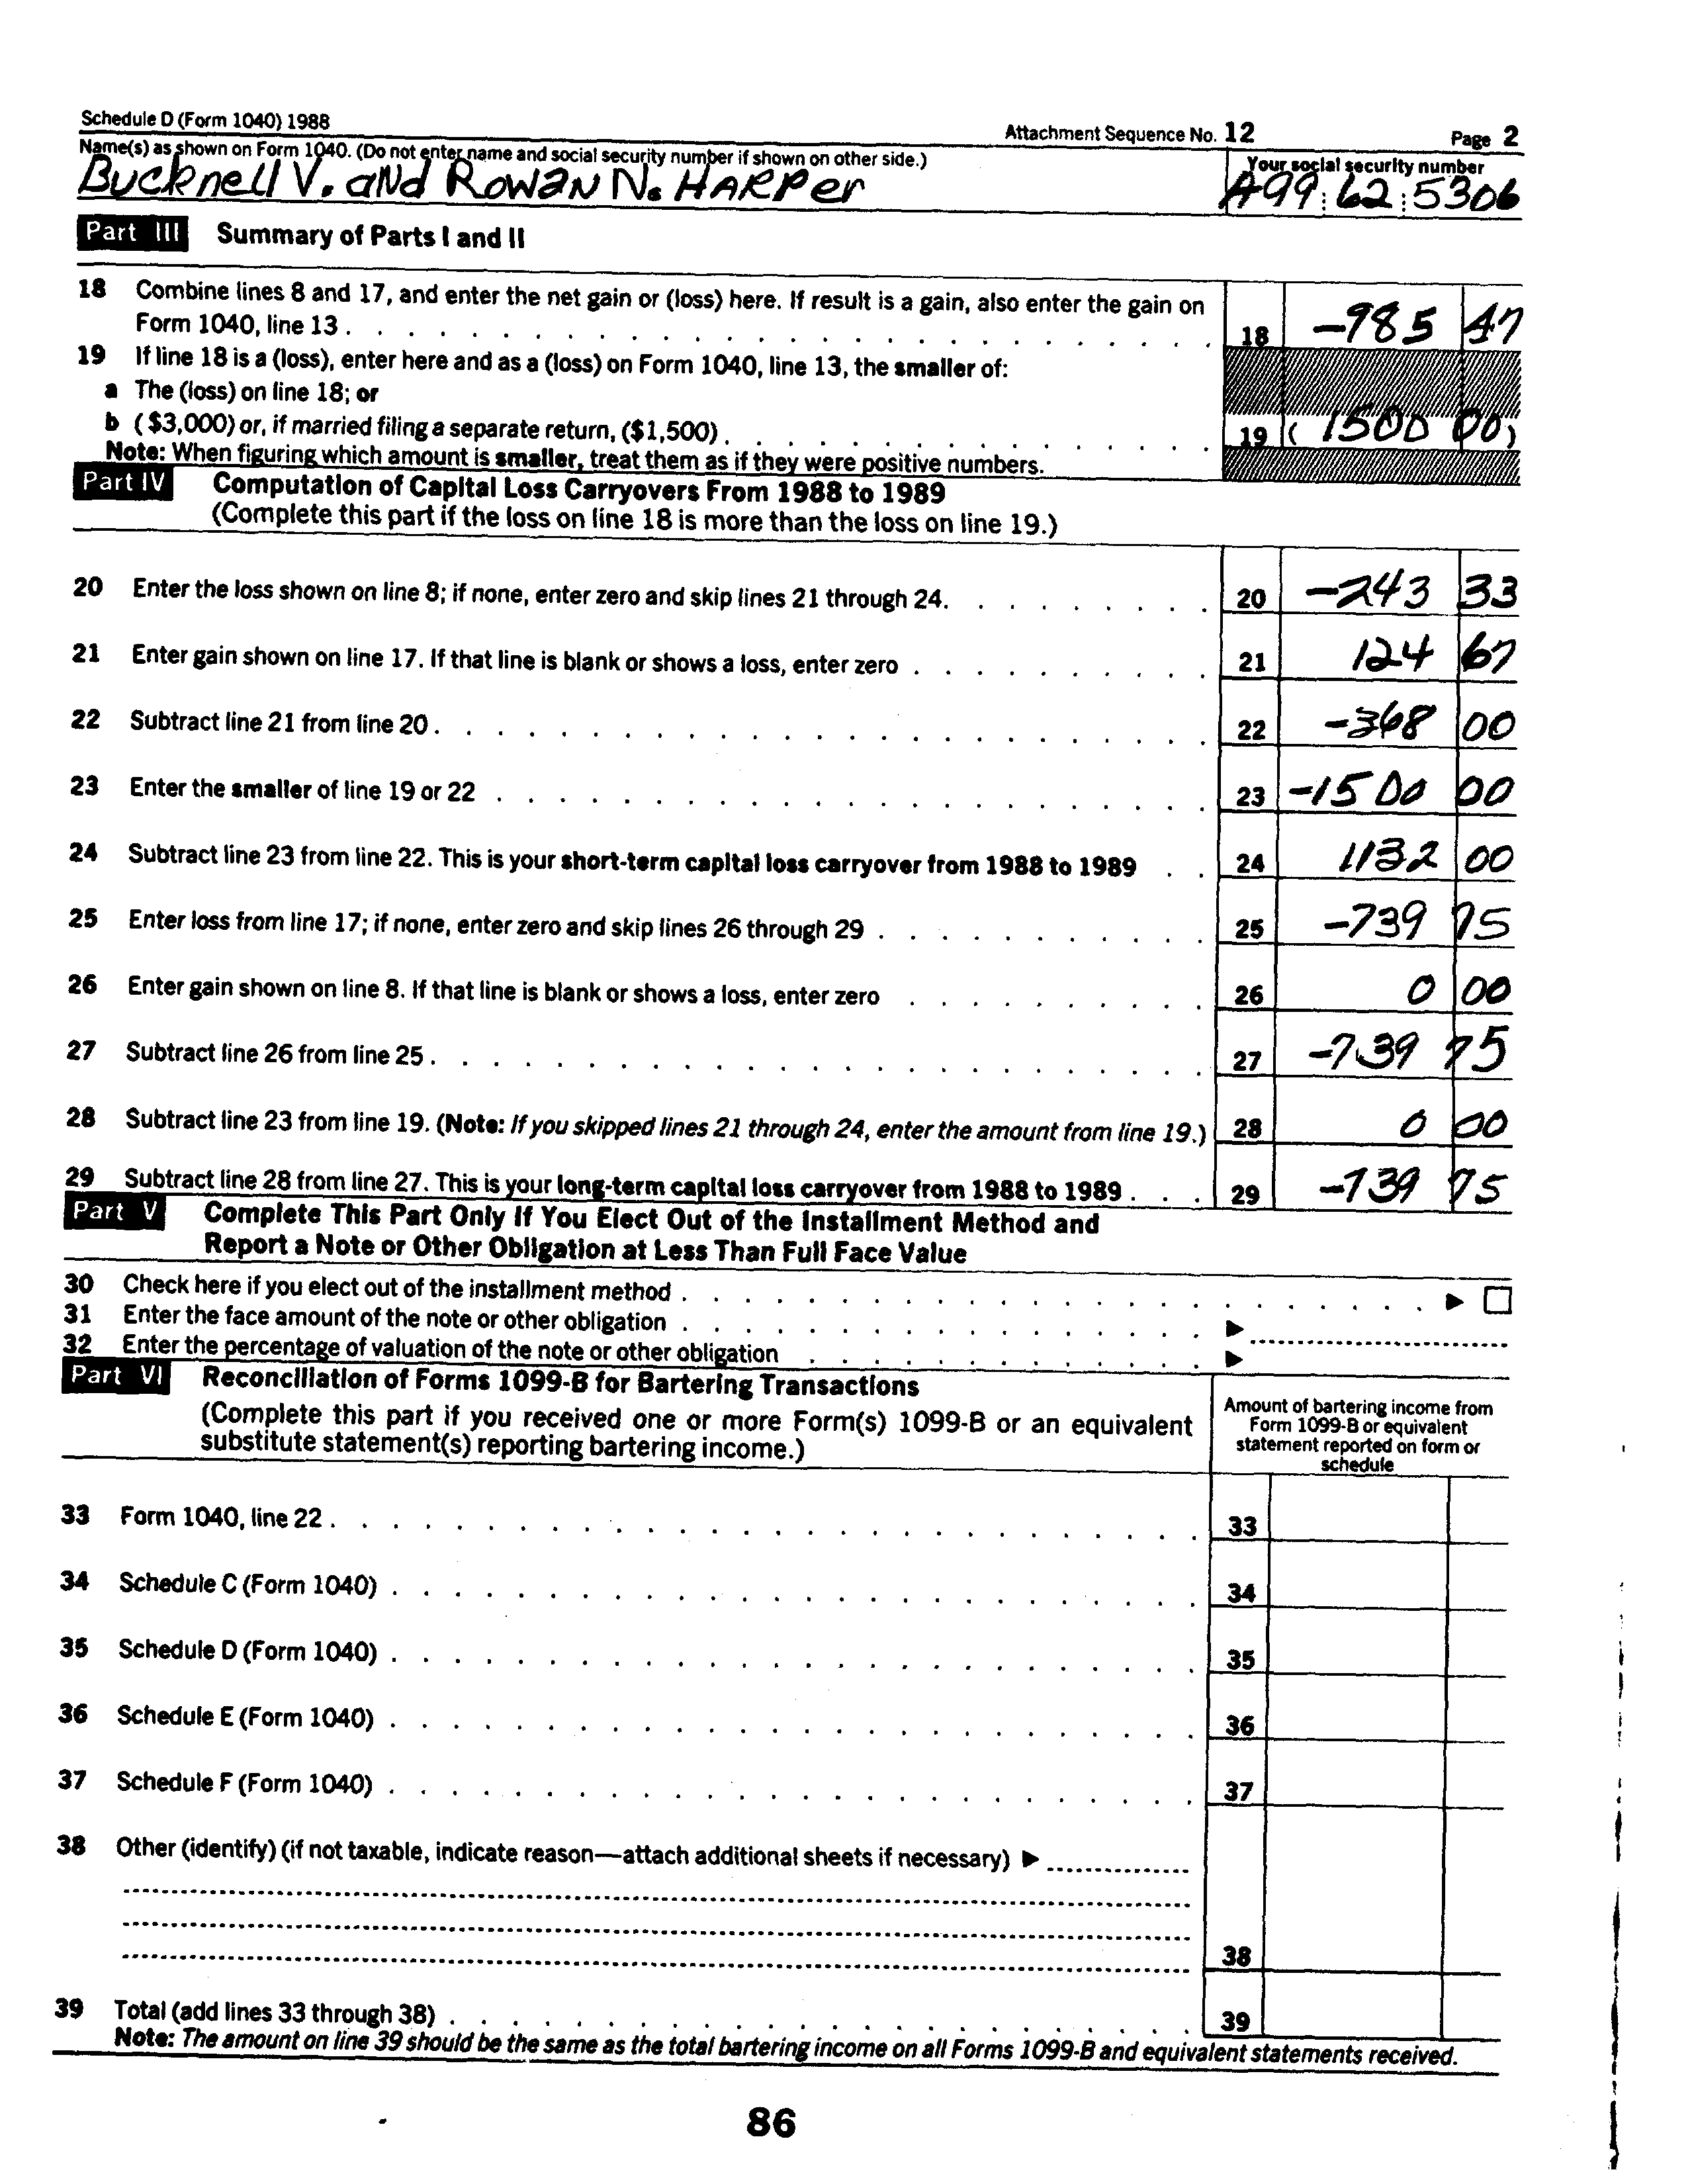 Schedule D (Form 1040) 1988
Attachment Sequence No. 12
Page 2
Name(s) as shown on Form 1040. (Do not enter name and social security number if shown on other side.)
Your social security number
Bucknell V. and Rowan N. Harper
A99:62:5306
Part III Summary of Parts I and II
18 Combine lines 8 and 17, and enter the net gain or (loss) here. If result is a gain, also enter the gain on
Form 1040, line 13 . . . 18 -985 47
19 If line 18 is a (loss), enter here and as a (loss) on Form 1040, line 13, the smaller of:
a The (loss) on line 18; or
b ($3,000) or, if married filing a separate return, ($1,500) . . . 19 ( 1500 00)
Note: When figuring which amount is smaller, treat them as if they were positive numbers.
Part IV Computation of Capital Loss Carryovers From 1988 to 1989
(Complete this part if the loss on line 18 is more than the loss on line 19.)
20 Enter the loss shown on line 8; if none, enter zero and skip lines 21 through 24. . . . 20 -243 33
21 Enter gain shown on line 17. If that line is blank or shows a loss, enter zero . . . 21 124 67
22 Subtract line 21 from line 20 . . . 22 -368 00
23 Enter the smaller of line 19 or 22 . . . 23 -1500 00
24 Subtract line 23 from line 22. This is your short-term capital loss carryover from 1988 to 1989 . . 24 1132 00
25 Enter loss from line 17; if none, enter zero and skip lines 26 through 29 . . . 25 -739 75
26 Enter gain shown on line 8. If that line is blank or shows a loss, enter zero . . . 26 0 00
27 Subtract line 26 from line 25 . . . 27 -739 75
28 Subtract line 23 from line 19. (Note: If you skipped lines 21 through 24, enter the amount from line 19.) 28 0 00
29 Subtract line 28 from line 27. This is your long-term capital loss carryover from 1988 to 1989 . . . 29 -739 75
Part V Complete This Part Only If You Elect Out of the Installment Method and
Report a Note or Other Obligation at Less Than Full Face Value
30 Check here if you elect out of the installment method . . . ▶ ☐
31 Enter the face amount of the note or other obligation . . . ▶
32 Enter the percentage of valuation of the note or other obligation . . . ▶
Part VI Reconciliation of Forms 1099-B for Bartering Transactions
(Complete this part if you received one or more Form(s) 1099-B or an equivalent
substitute statement(s) reporting bartering income.)
Amount of bartering income from
Form 1099-B or equivalent
statement reported on form or
schedule
33 Form 1040, line 22 . . . 33
34 Schedule C (Form 1040) . . . 34
35 Schedule D (Form 1040) . . . 35
36 Schedule E (Form 1040) . . . 36
37 Schedule F (Form 1040) . . . 37
38 Other (identify) (if not taxable, indicate reason—attach additional sheets if necessary) ▶
38
39 Total (add lines 33 through 38) . . . 39
Note: The amount on line 39 should be the same as the total bartering income on all Forms 1099-B and equivalent statements received.
86